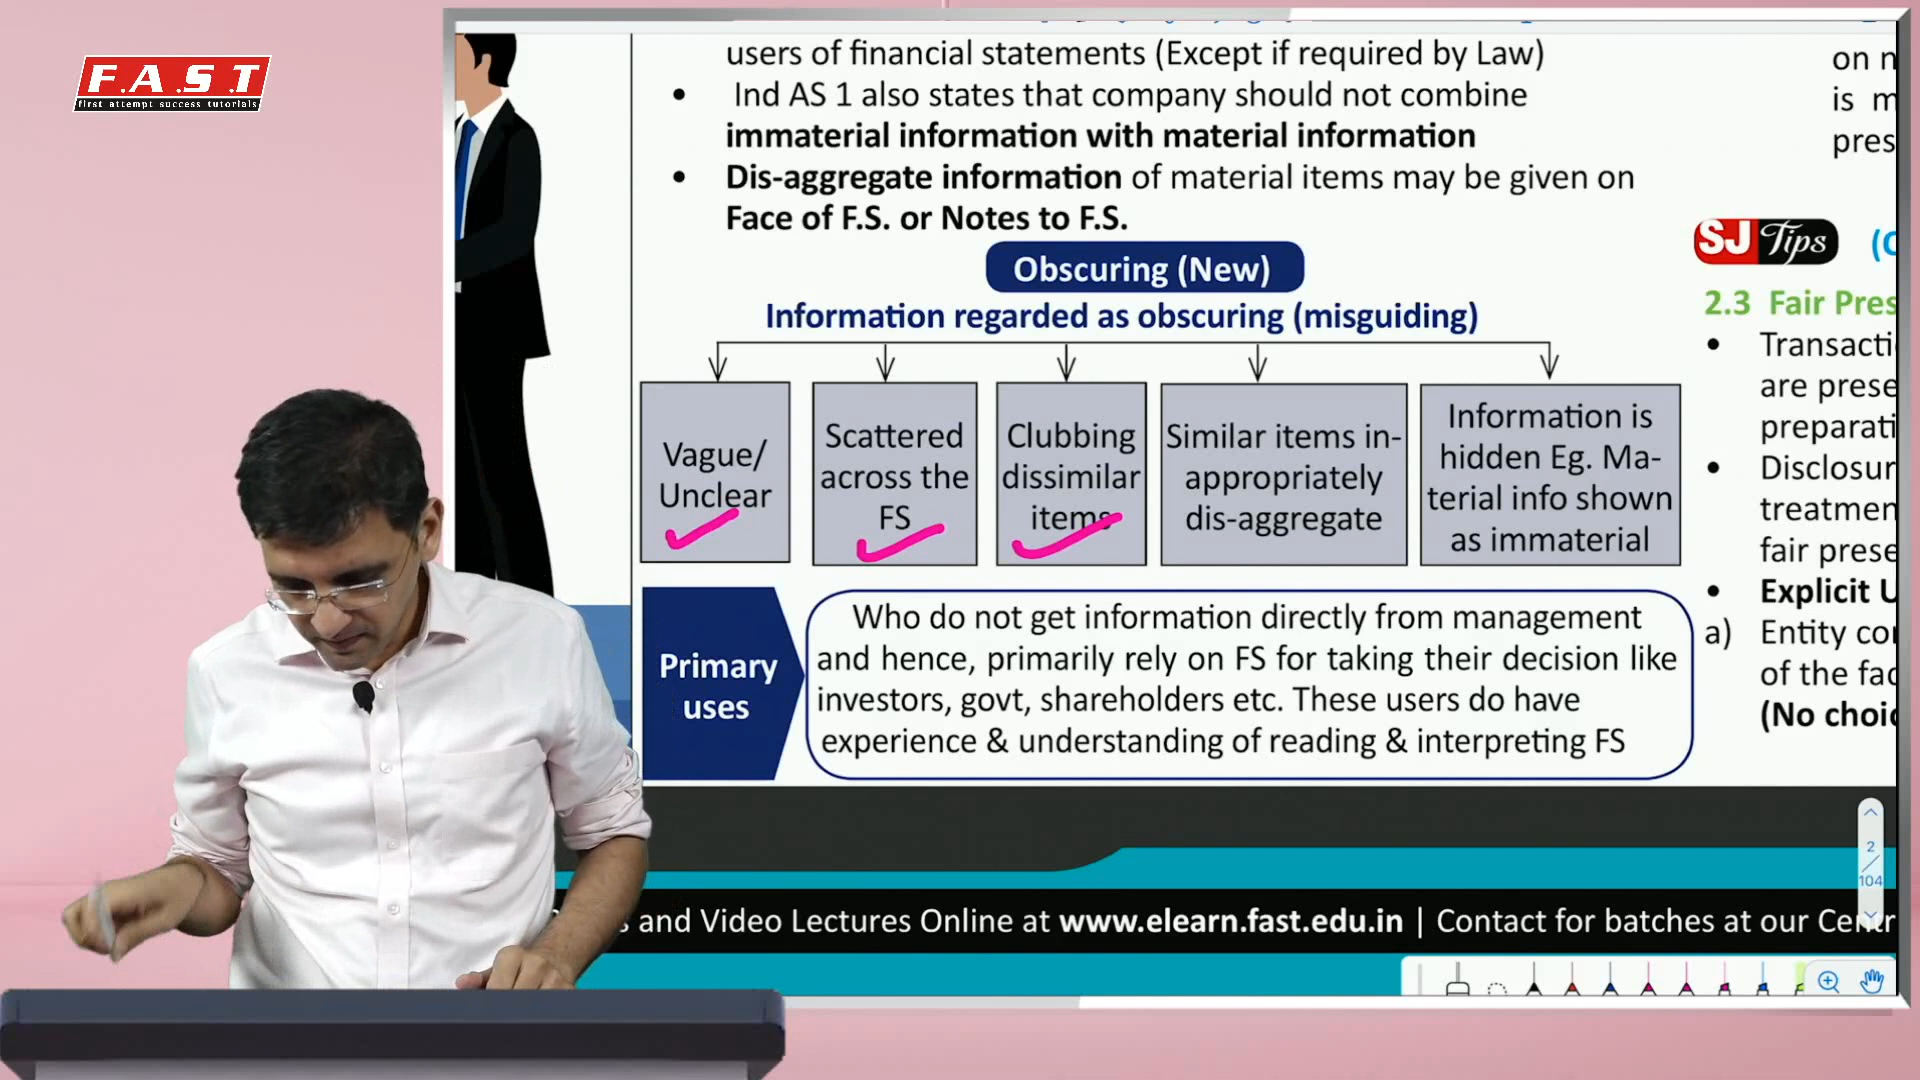 F.A.S.T
first attempt success tutorials
users of financial statements (Except if required by Law)
• Ind AS 1 also states that company should not combine
immaterial information with material information
• Dis-aggregate information of material items may be given on
Face of F.S. or Notes to F.S.
Obscuring (New)
Information regarded as obscuring (misguiding)
Vague/
Unclear
Scattered
across the
FS
Clubbing
dissimilar
items
Similar items in-
appropriately
dis-aggregate
Information is
hidden Eg. Ma-
terial info shown
as immaterial
Primary
uses
Who do not get information directly from management
and hence, primarily rely on FS for taking their decision like
investors, govt, shareholders etc. These users do have
experience & understanding of reading & interpreting FS
on n
is m
pres
SJ Tips (
2.3 Fair Pres
• Transacti
are prese
preparati
• Disclosur
treatmen
fair prese
• Explicit U
a) Entity co
of the fac
(No choic
2
104
and Video Lectures Online at www.elearn.fast.edu.in | Contact for batches at our Centr